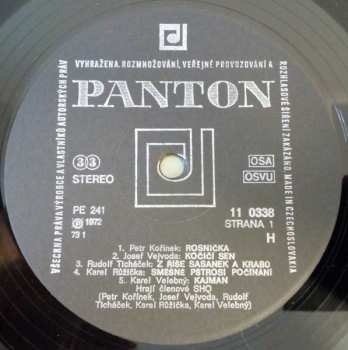 VŠECHNA PRÁVA VÝROBCE A VLASTNÍKŮ AUTORSKÝCH PRÁV
VYHRAŽENA. ROZMNOŽOVÁNÍ, VEŘEJNÉ PROVOZOVÁNÍ A
ROZHLASOVÉ ŠÍŘENÍ ZAKÁZÁNO. MADE IN CZECHOSLOVAKIA
PANTON
33
STEREO
OSA
OSVU
PE 241
℗ 1972
73 1
11 0338
STRANA 1
H
1. Petr Kořínek: ROSNIČKA
2. Josef Vejvoda: KOČIČÍ SEN
3. Rudolf Ticháček: Z ŘÍŠE SASANEK A KRABŮ
4. Karel Růžička: SMĚŠNÉ PŠTROSÍ POČÍNÁNÍ
5. Karel Velebný: KAJMAN
Hrají členové SHQ
(Petr Kořínek, Josef Vejvoda, Rudolf
Ticháček, Karel Růžička, Karel Velebný)